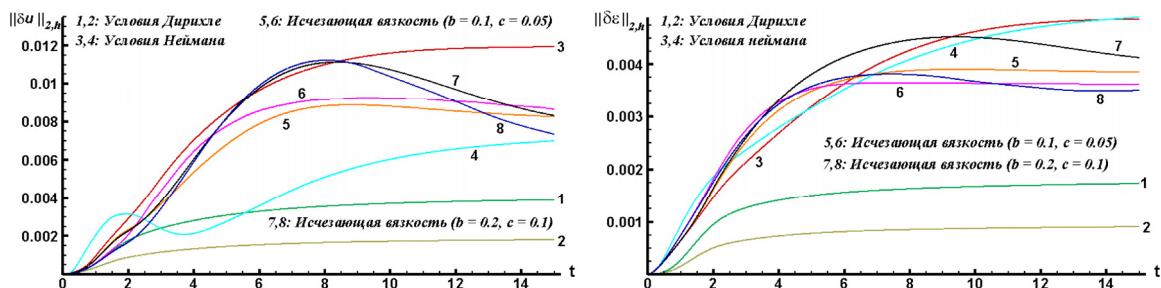 ||δu||2,h
1,2: Условия Дирихле
3,4: Условия Неймана
5,6: Исчезающая вязкость (b = 0.1, c = 0.05)
0.012
0.01
0.008
0.006
0.004
0.002
3
7
6
5
8
4
1
7,8: Исчезающая вязкость (b = 0.2, c = 0.1)
2
0 2 4 6 8 10 12 14 t
||δε||2,h
1,2: Условия Дирихле
3,4: Условия неймана
0.004
0.003
0.002
0.001
7
4
5
6
8
5,6: Исчезающая вязкость (b = 0.1, c = 0.05)
3
7,8: Исчезающая вязкость (b = 0.2, c = 0.1)
1
2
0 2 4 6 8 10 12 14 t